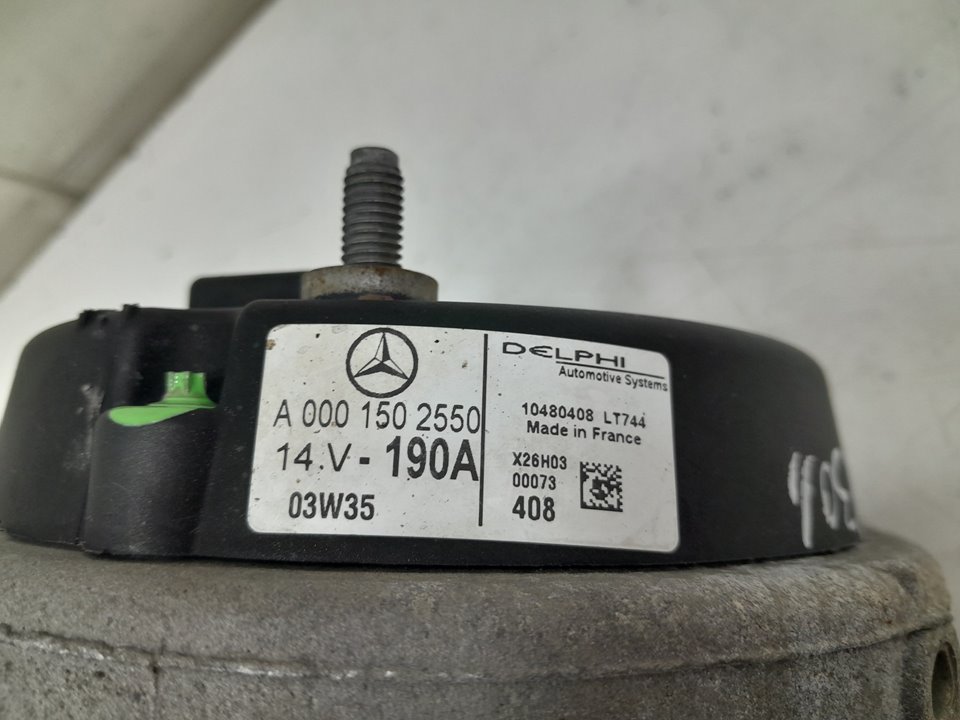 A 000 150 2550
14.V - 190A
03W35
DELPHI
Automotive Systems
10480408 LT744
Made in France
X26H03
00073
408